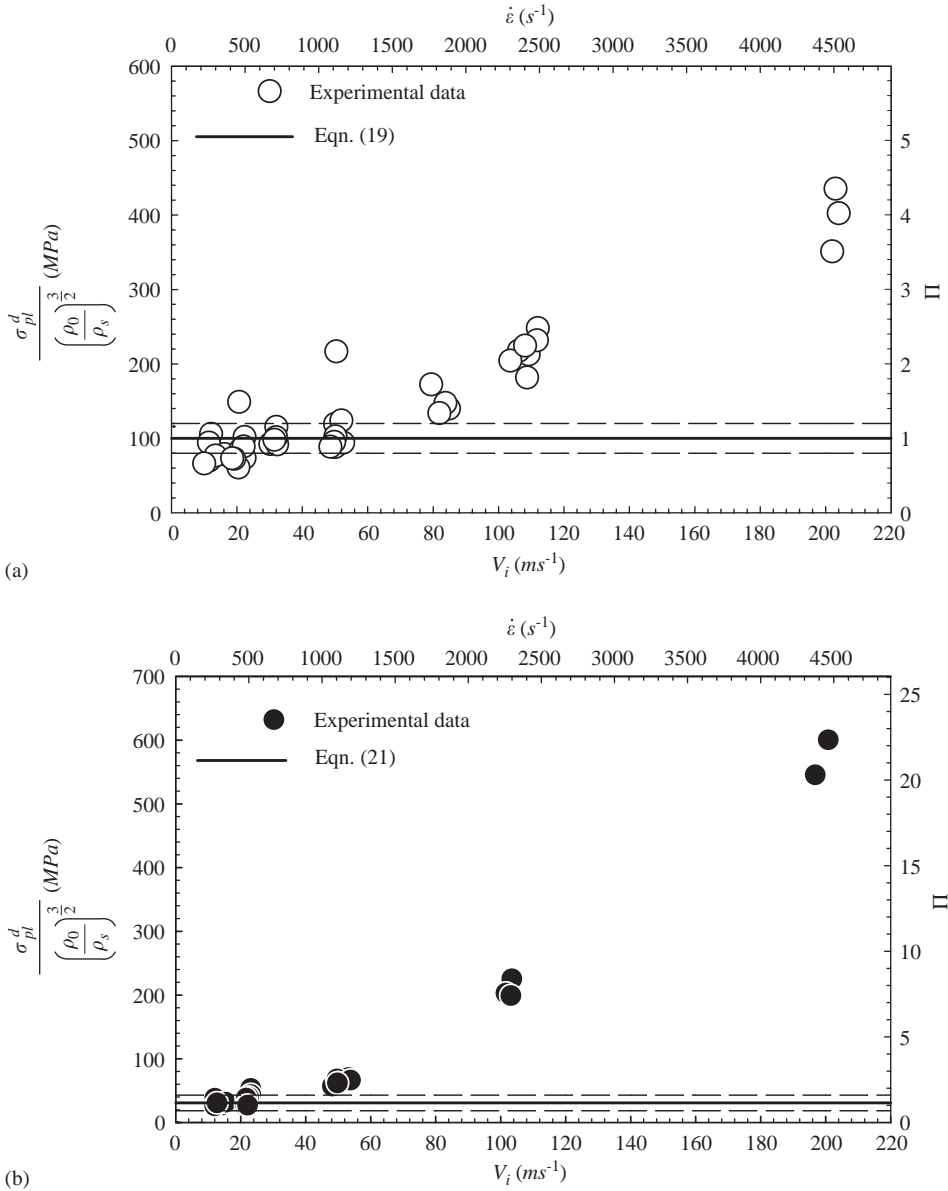 ε̇ (s⁻¹)
0 500 1000 1500 2000 2500 3000 3500 4000 4500
600 500 400 300 200 100 0
5 4 3 2 1 0
Experimental data
Eqn. (19)
σ^d_pl / (ρ₀/ρₛ)^(3/2) (MPa)
Π
0 20 40 60 80 100 120 140 160 180 200 220
V_i (ms⁻¹)
(a)
ε̇ (s⁻¹)
0 500 1000 1500 2000 2500 3000 3500 4000 4500
700 600 500 400 300 200 100 0
25 20 15 10 5 0
Experimental data
Eqn. (21)
σ^d_pl / (ρ₀/ρₛ)^(3/2) (MPa)
Π
0 20 40 60 80 100 120 140 160 180 200 220
V_i (ms⁻¹)
(b)